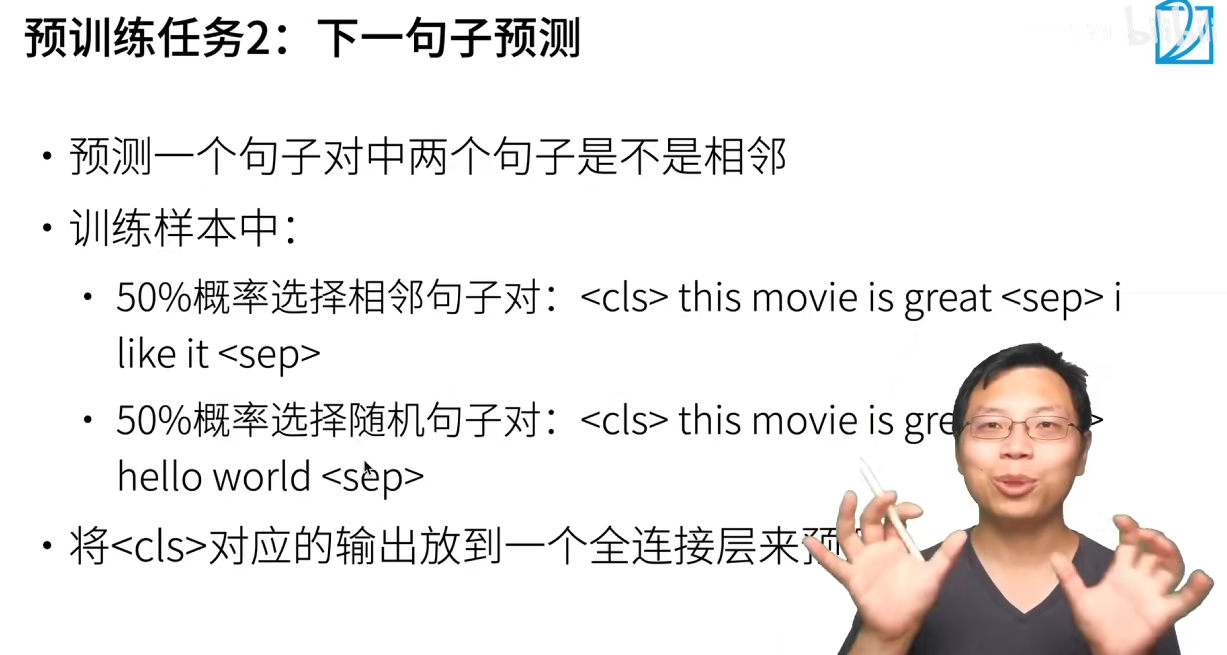 预训练任务2：下一句子预测
• 预测一个句子对中两个句子是不是相邻
• 训练样本中：
• 50%概率选择相邻句子对：<cls> this movie is great <sep> i
like it <sep>
• 50%概率选择随机句子对：<cls> this movie is gre
hello world <sep>
• 将<cls>对应的输出放到一个全连接层来预